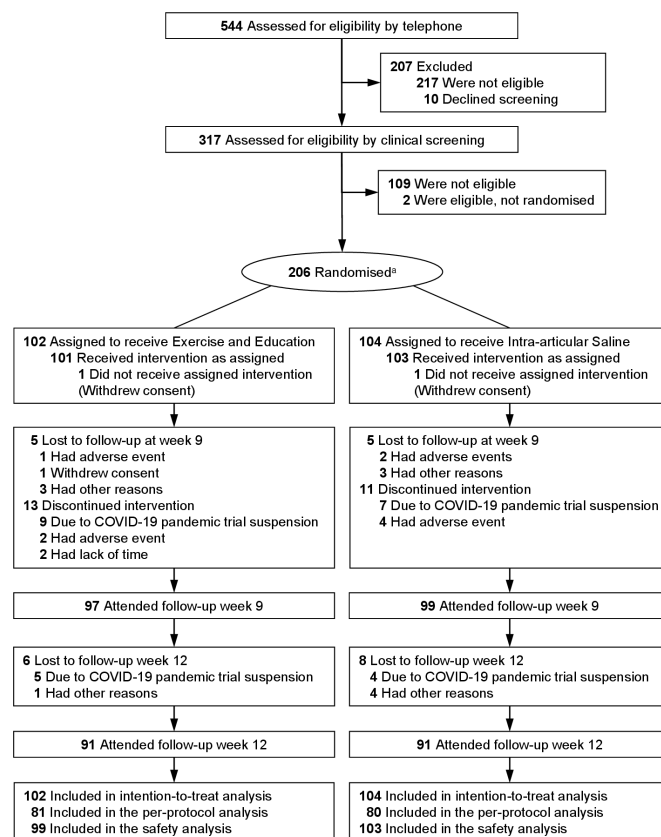 544 Assessed for eligibility by telephone
207 Excluded
217 Were not eligible
10 Declined screening
317 Assessed for eligibility by clinical screening
109 Were not eligible
2 Were eligible, not randomised
206 Randomisedᵃ
102 Assigned to receive Exercise and Education
101 Received intervention as assigned
1 Did not receive assigned intervention
(Withdrew consent)
104 Assigned to receive Intra-articular Saline
103 Received intervention as assigned
1 Did not receive assigned intervention
(Withdrew consent)
5 Lost to follow-up at week 9
1 Had adverse event
1 Withdrew consent
3 Had other reasons
13 Discontinued intervention
9 Due to COVID-19 pandemic trial suspension
2 Had adverse event
2 Had lack of time
5 Lost to follow-up at week 9
2 Had adverse events
3 Had other reasons
11 Discontinued intervention
7 Due to COVID-19 pandemic trial suspension
4 Had adverse event
97 Attended follow-up week 9
99 Attended follow-up week 9
6 Lost to follow-up week 12
5 Due to COVID-19 pandemic trial suspension
1 Had other reasons
8 Lost to follow-up week 12
4 Due to COVID-19 pandemic trial suspension
4 Had other reasons
91 Attended follow-up week 12
91 Attended follow-up week 12
102 Included in intention-to-treat analysis
81 Included in the per-protocol analysis
99 Included in the safety analysis
104 Included in intention-to-treat analysis
80 Included in the per-protocol analysis
103 Included in the safety analysis